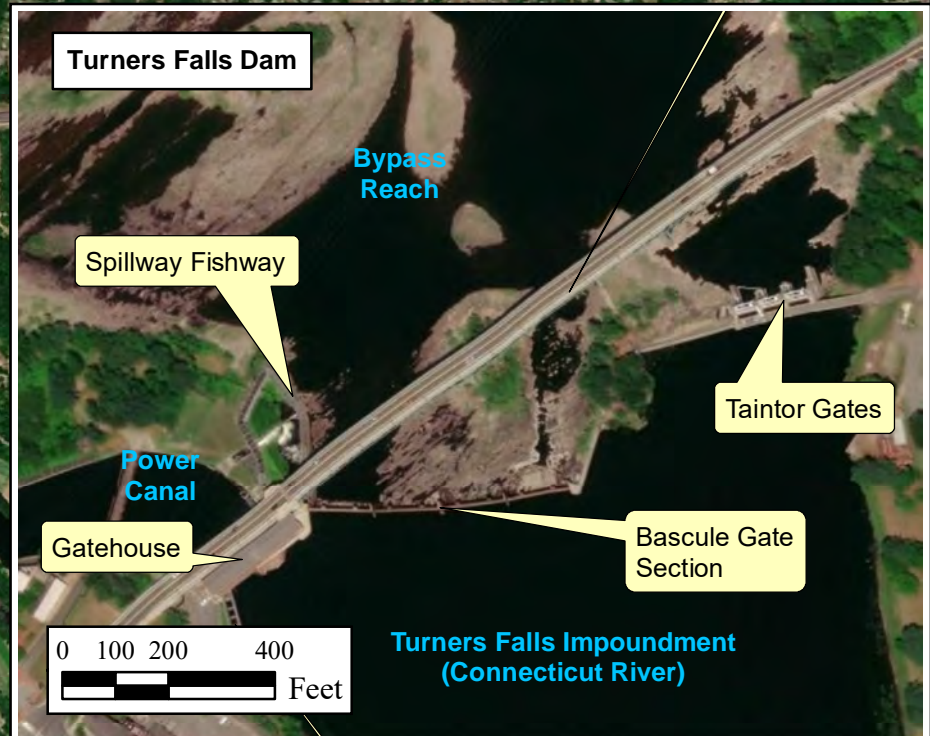 Turners Falls Dam
Bypass
Reach
Spillway Fishway
Taintor Gates
Power
Canal
Gatehouse
Bascule Gate
Section
0 100 200 400
Feet
Turners Falls Impoundment
(Connecticut River)